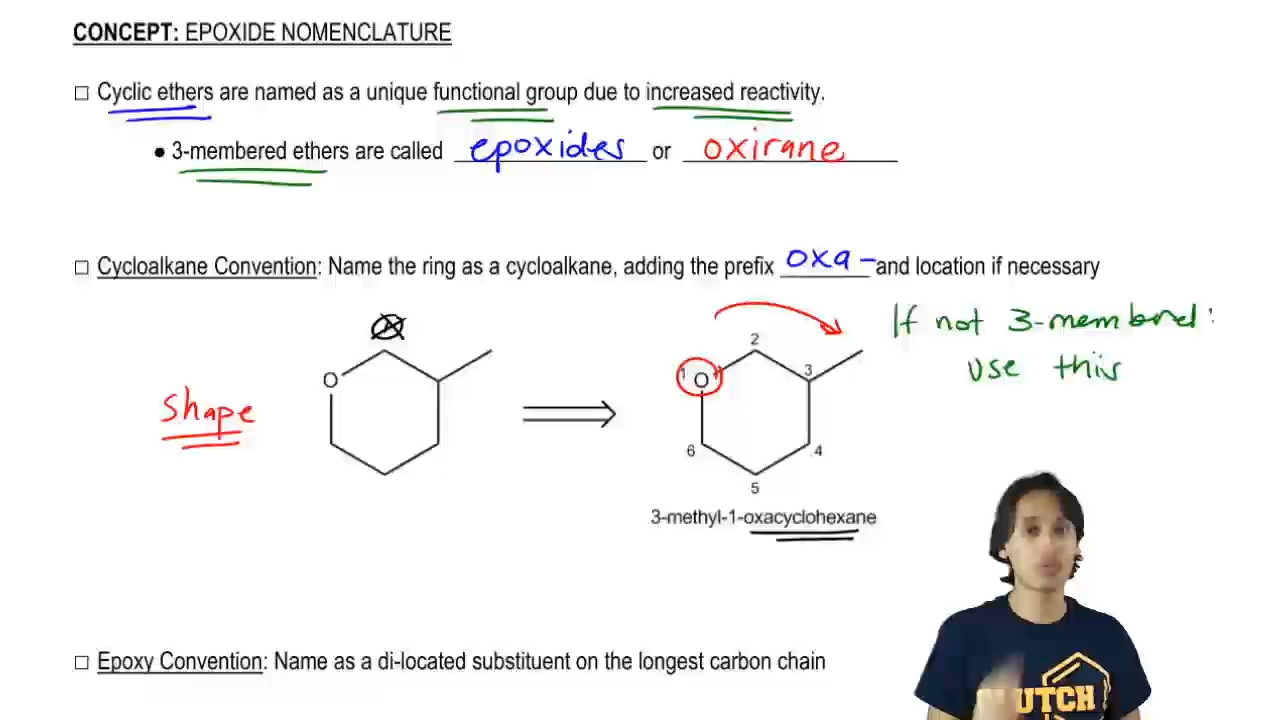 CONCEPT: EPOXIDE NOMENCLATURE
□ Cyclic ethers are named as a unique functional group due to increased reactivity.
● 3-membered ethers are called epoxides or oxirane
□ Cycloalkane Convention: Name the ring as a cycloalkane, adding the prefix oxa- and location if necessary
If not 3-membered:
use this
shape
O
1 O
2
3
4
5
6
3-methyl-1-oxacyclohexane
□ Epoxy Convention: Name as a di-located substituent on the longest carbon chain
UTCH